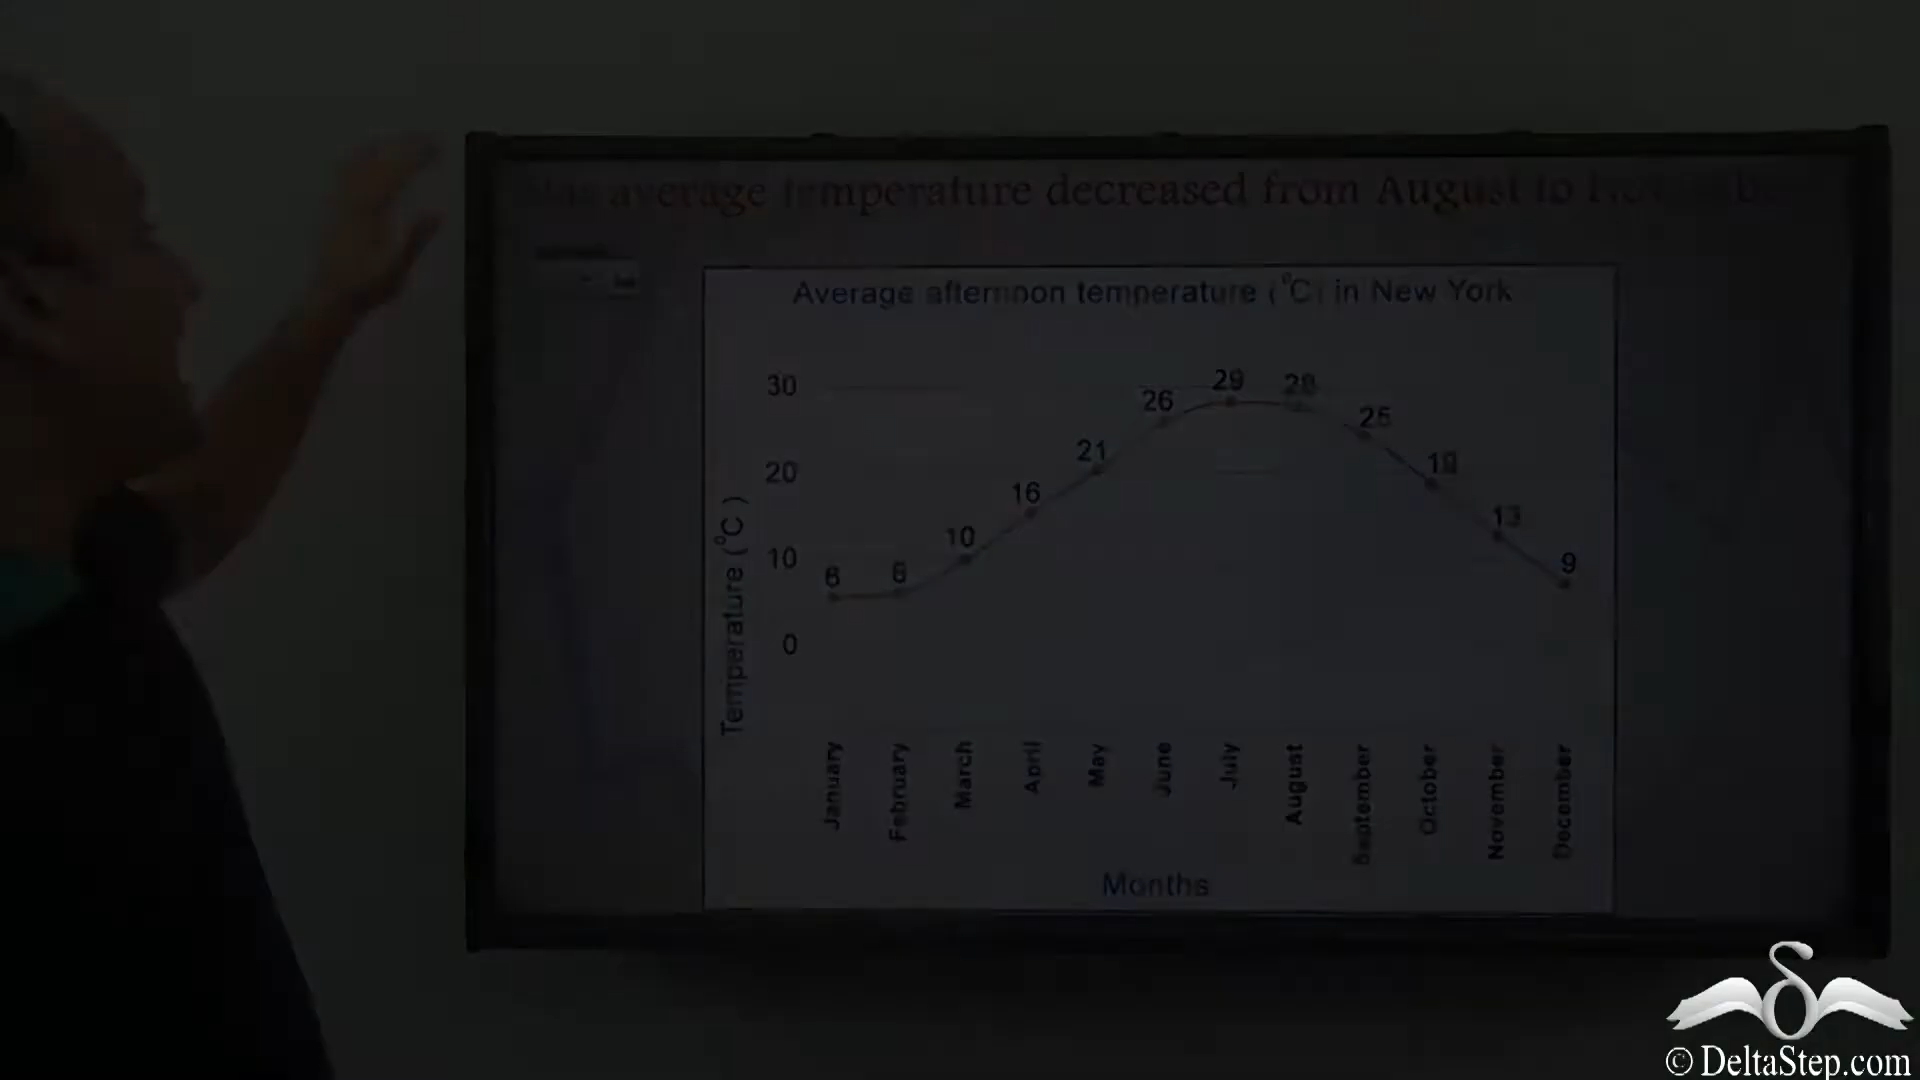 average temperature decreased from August to
Average afternoon temperature (°C) in New York
30
20
10
0
Temperature (°C)
6
6
10
16
21
26
29
28
25
19
13
9
January
February
March
April
May
June
July
August
September
October
November
December
Months
© DeltaStep.com